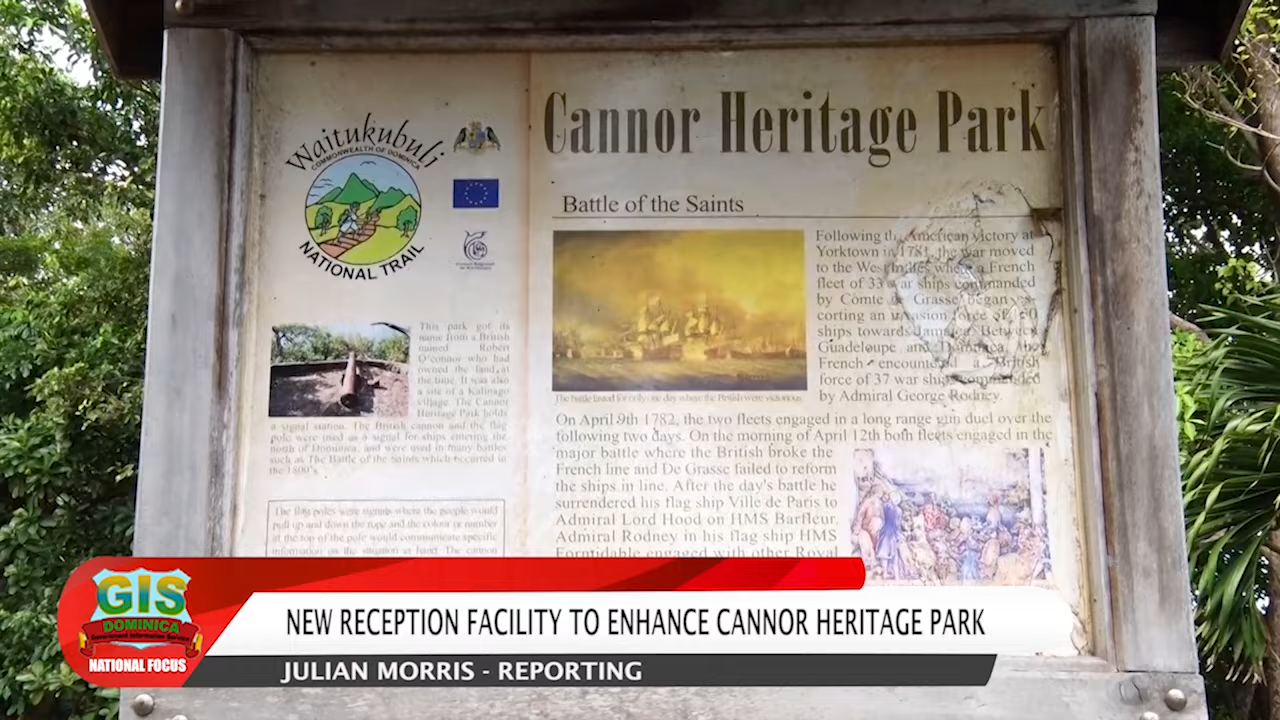 Waitukubuli
COMMONWEALTH OF DOMINICA
NATIONAL TRAIL
This park got its
name from a British
named Robert
O'connor who had
owned the land at
the time. It was also
a site of a Kalinago
village. The Cannor
Heritage Park holds
a signal station. The British cannon and the flag
pole were used as a signal for ships entering the
north of Dominica, and were used in many battles
such as The Battle of the Saints which occurred in
the 1800's.
The flag poles were signals where the people would
pull up and down the rope and the colour or number
at the top of the pole would communicate specific
information on the situation at hand. The cannon
Cannor Heritage Park
Battle of the Saints
Following the American victory at
Yorktown in 1781, the war moved
to the West Indies where a French
fleet of 33 war ships commanded
by Comte de Grasse began es-
corting an invasion force of 150
ships towards Jamaica. Between
Guadeloupe and Dominica, the
French encountered a British
force of 37 war ships commanded
by Admiral George Rodney.
The battle lasted for only one day where the British were victorious
On April 9th 1782, the two fleets engaged in a long range gun duel over the
following two days. On the morning of April 12th both fleets engaged in the
major battle where the British broke the
French line and De Grasse failed to reform
the ships in line. After the day's battle he
surrendered his flag ship Ville de Paris to
Admiral Lord Hood on HMS Barfleur,
Admiral Rodney in his flag ship HMS
Formidable engaged with other Royal
GIS
DOMINICA
Government Information Service
NATIONAL FOCUS
NEW RECEPTION FACILITY TO ENHANCE CANNOR HERITAGE PARK
JULIAN MORRIS - REPORTING